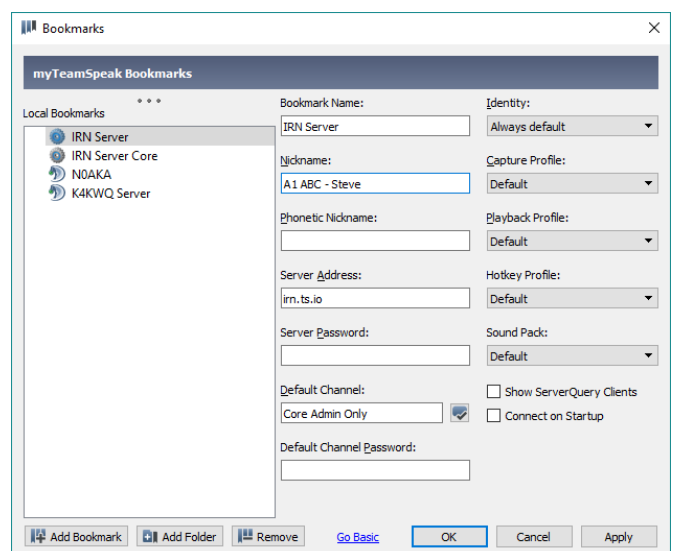 Bookmarks
myTeamSpeak Bookmarks
Local Bookmarks
IRN Server
IRN Server Core
N0AKA
K4KWQ Server
Bookmark Name:
IRN Server
Nickname:
A1 ABC - Steve
Phonetic Nickname:
Server Address:
irn.ts.io
Server Password:
Default Channel:
Core Admin Only
Default Channel Password:
Identity:
Always default
Capture Profile:
Default
Playback Profile:
Default
Hotkey Profile:
Default
Sound Pack:
Default
Show ServerQuery Clients
Connect on Startup
Add Bookmark Add Folder Remove Go Basic OK Cancel Apply